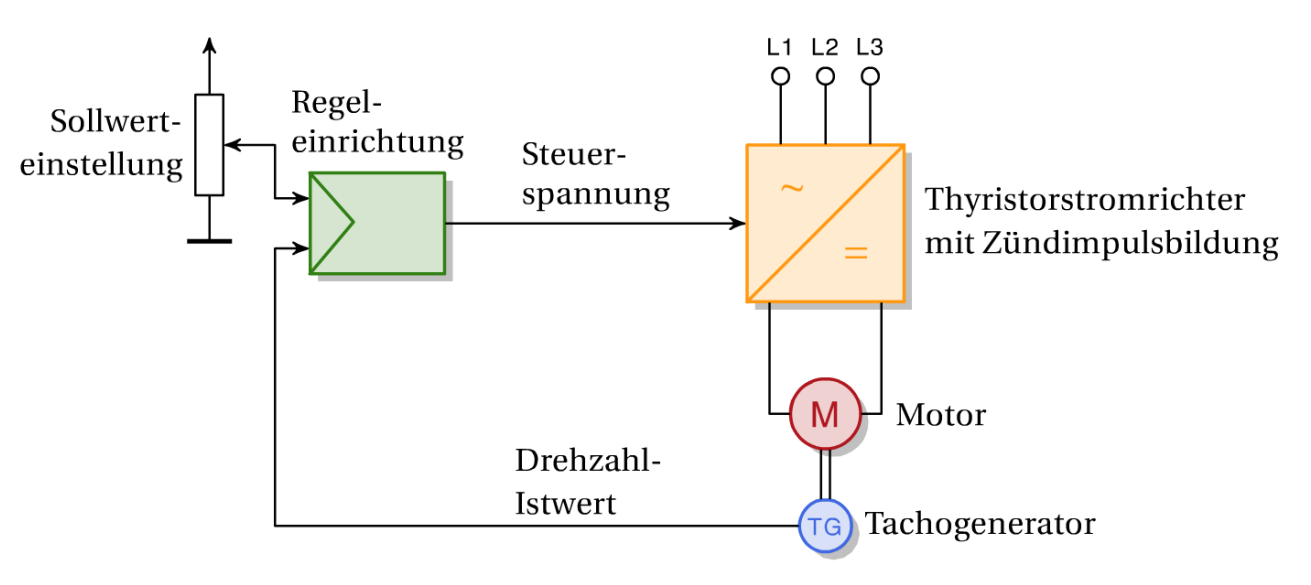 L1 L2 L3
Sollwert-
einstellung
Regel-
einrichtung
Steuer-
spannung
~
=
Thyristorstromrichter
mit Zündimpulsbildung
M
Motor
Drehzahl-
Istwert
TG
Tachogenerator